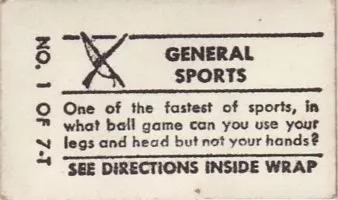 NO. 1 OF 7-T
GENERAL
SPORTS
One of the fastest of sports, in
what ball game can you use your
legs and head but not your hands?
SEE DIRECTIONS INSIDE WRAP